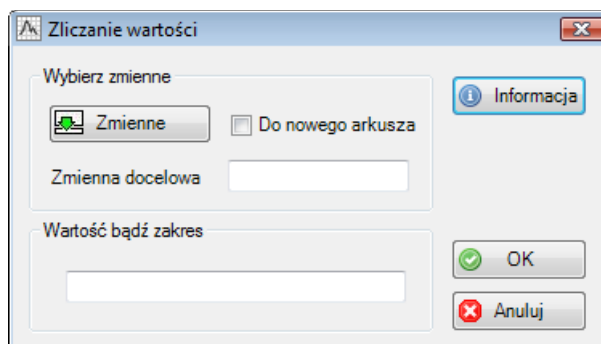 Zliczanie wartości
Wybierz zmienne
Zmienne
Do nowego arkusza
Informacja
Zmienna docelowa
Wartość bądź zakres
OK
Anuluj